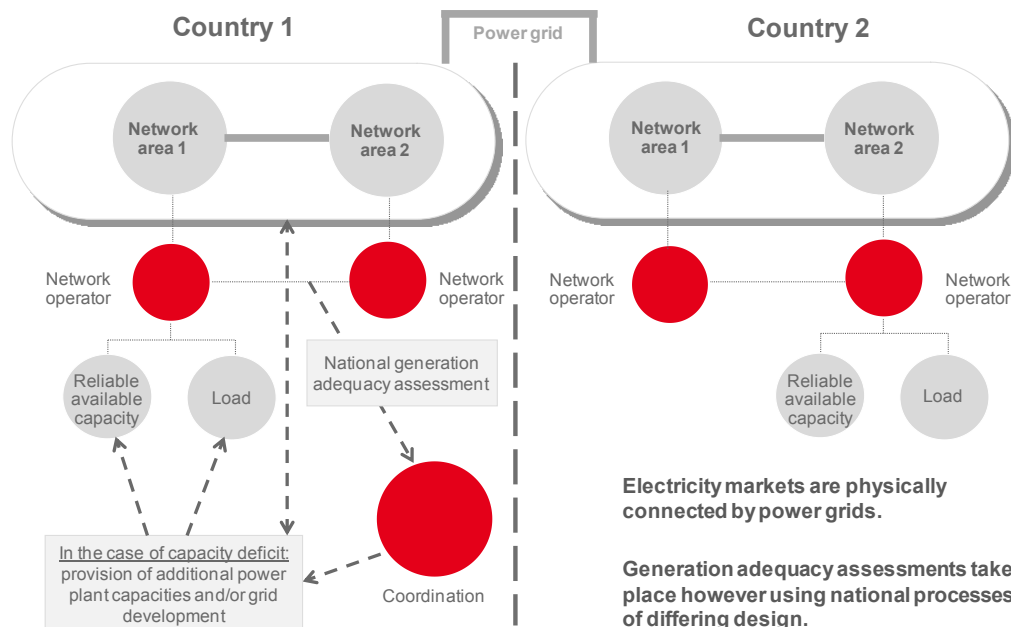 Country 1
Power grid
Country 2
Network
area 1
Network
area 2
Network
area 1
Network
area 2
Network
operator
Network
operator
Network
operator
National generation
adequacy assessment
Reliable
available
capacity
Load
Reliable
available
capacity
Load
Electricity markets are physically
connected by power grids.
In the case of capacity deficit:
provision of additional power
plant capacities and/or grid
development
Coordination
Generation adequacy assessments take
place however using national processes
of differing design.